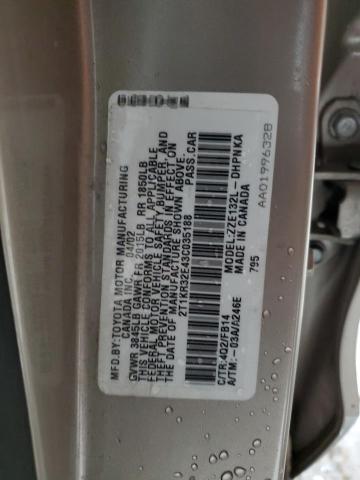 MFD.BY:TOYOTA MOTOR MANUFACTURING
CANADA INC. 04/02
GVWR 3845LB GAWR FR 2015LB RR 1850LB
THIS VEHICLE CONFORMS TO ALL APPLICABLE
FEDERAL MOTOR VEHICLE SAFETY, BUMPER, AND
THEFT PREVENTION STANDARDS IN EFFECT ON
THE DATE OF MANUFACTURE SHOWN ABOVE.
2T1KR32E43C035188 PASS.CAR
C/TR:4Q2/FB14 MODEL:ZZE132L-DHPNKA
A/TM:-03A/A246E MADE IN CANADA
795
AA01996328